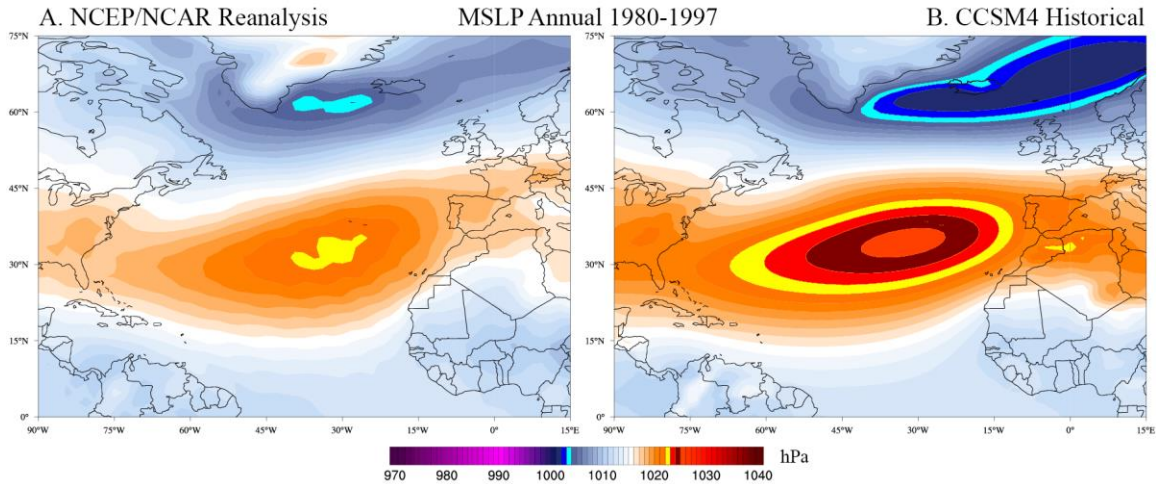 A. NCEP/NCAR Reanalysis MSLP Annual 1980-1997 B. CCSM4 Historical
75°N 75°N
60°N 60°N
45°N 45°N
30°N 30°N
15°N 15°N
0° 0°
90°W 75°W 60°W 45°W 30°W 15°W 0° 15°E 90°W 75°W 60°W 45°W 30°W 15°W 0° 15°E
hPa
970 980 990 1000 1010 1020 1030 1040